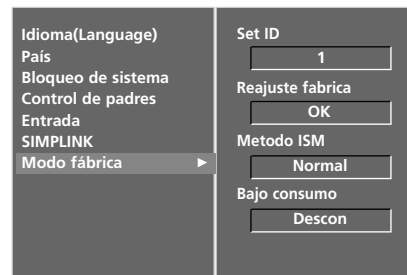 Idioma(Language)
País
Bloqueo de sistema
Control de padres
Entrada
SIMPLINK
Modo fábrica ►
Set ID
1
Reajuste fabrica
OK
Metodo ISM
Normal
Bajo consumo
Descon